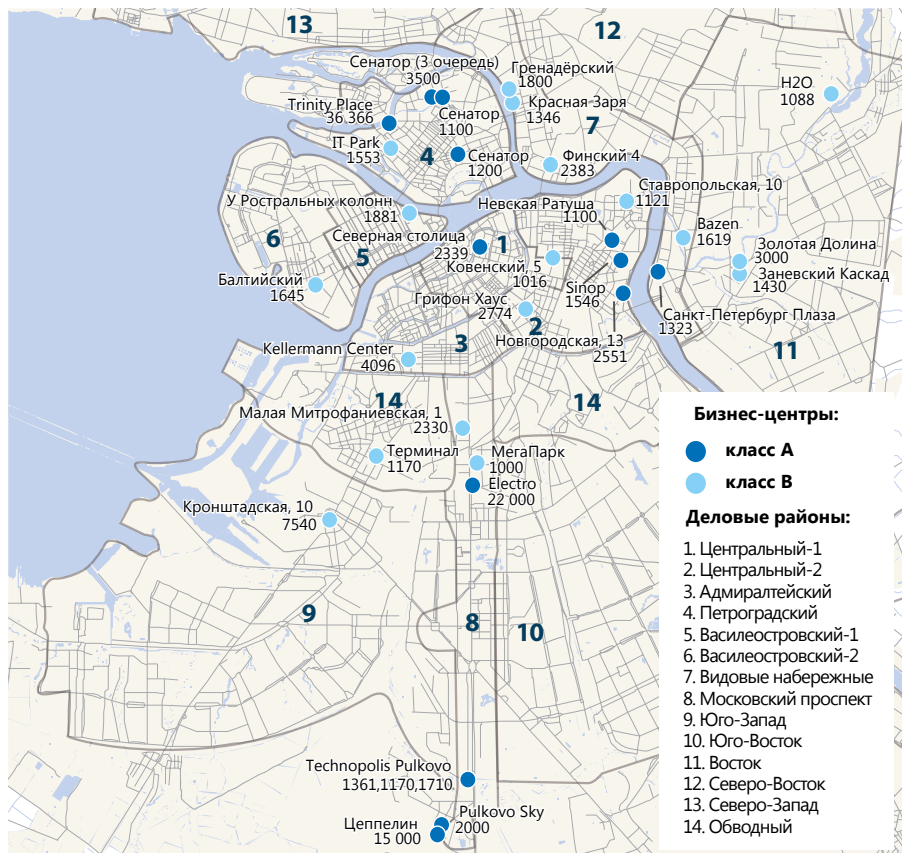 13
12
Сенатор (3 очередь)
3500
Гренадёрский
1800
H2O
1088
Trinity Place
36 366
Сенатор
1100
Красная Заря
1346
7
IT Park
1553
4
Сенатор
1200
Финский 4
2383
Ставропольская, 10
1121
У Ростральных колонн
1881
Невская Ратуша
1100
Bazen
1619
6
5
Северная столица
2339
1
Золотая Долина
3000
Ковенский, 5
1016
Заневский Каскад
1430
Балтийский
1645
Sinop
1546
Грифон Хаус
2774
2
Санкт-Петербург Плаза
1323
3
Новгородская, 13
2551
11
Kellermann Center
4096
14
14
Малая Митрофаниевская, 1
2330
Терминал
1170
МегаПарк
1000
Electro
22 000
Кронштадская, 10
7540
9
8
10
Technopolis Pulkovo
1361,1170,1710
Pulkovo Sky
2000
Цеппелин
15 000
Бизнес-центры:
класс А
класс В
Деловые районы:
1. Центральный-1
2. Центральный-2
3. Адмиралтейский
4. Петроградский
5. Василеостровский-1
6. Василеостровский-2
7. Видовые набережные
8. Московский проспект
9. Юго-Запад
10. Юго-Восток
11. Восток
12. Северо-Восток
13. Северо-Запад
14. Обводный